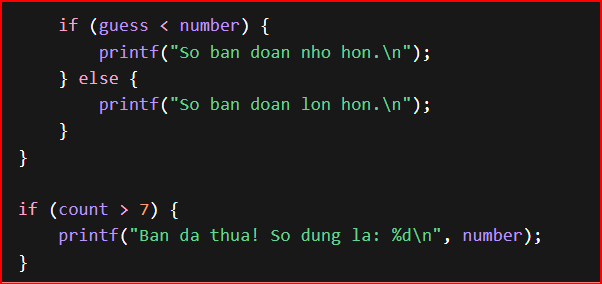 if (guess < number) {
        printf("So ban doan nho hon.\n");
    } else {
        printf("So ban doan lon hon.\n");
    }
}

if (count > 7) {
    printf("Ban da thua! So dung la: %d\n", number);
}